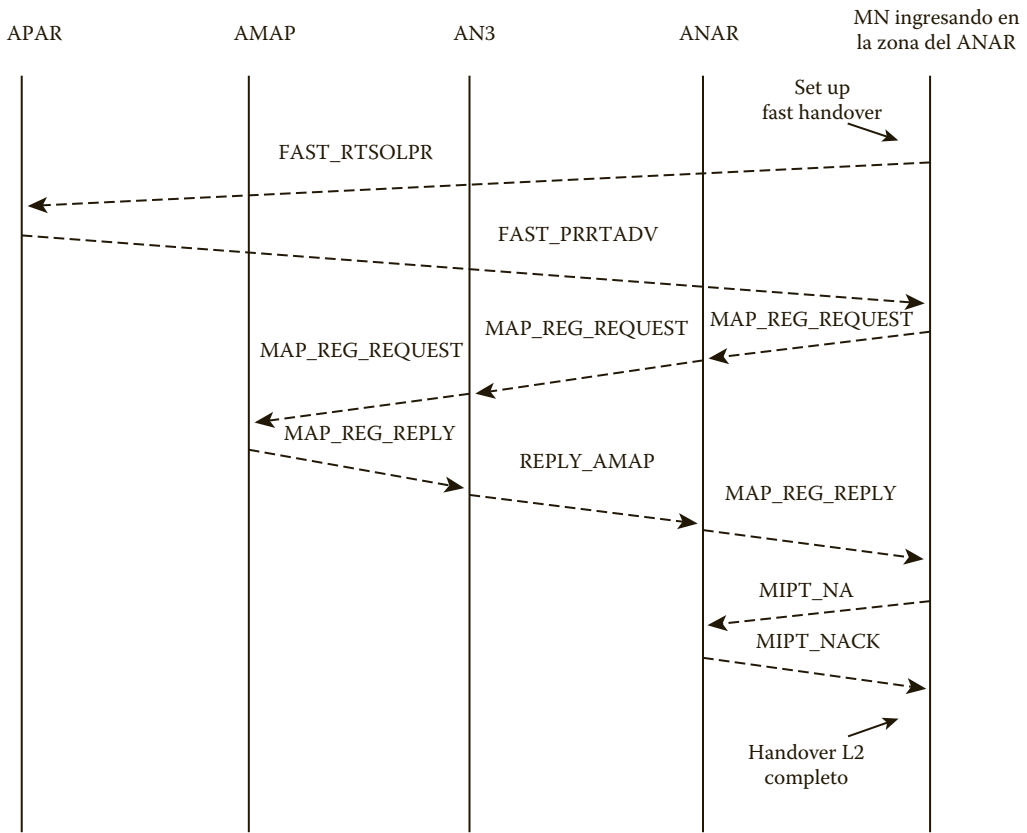 APAR
AMAP
AN3
ANAR
MN ingresando en
la zona del ANAR
Set up
fast handover
FAST_RTSOLPR
FAST_PRRTADV
MAP_REG_REQUEST
MAP_REG_REQUEST
MAP_REG_REQUEST
MAP_REG_REPLY
REPLY_AMAP
MAP_REG_REPLY
MIPT_NA
MIPT_NACK
Handover L2
completo